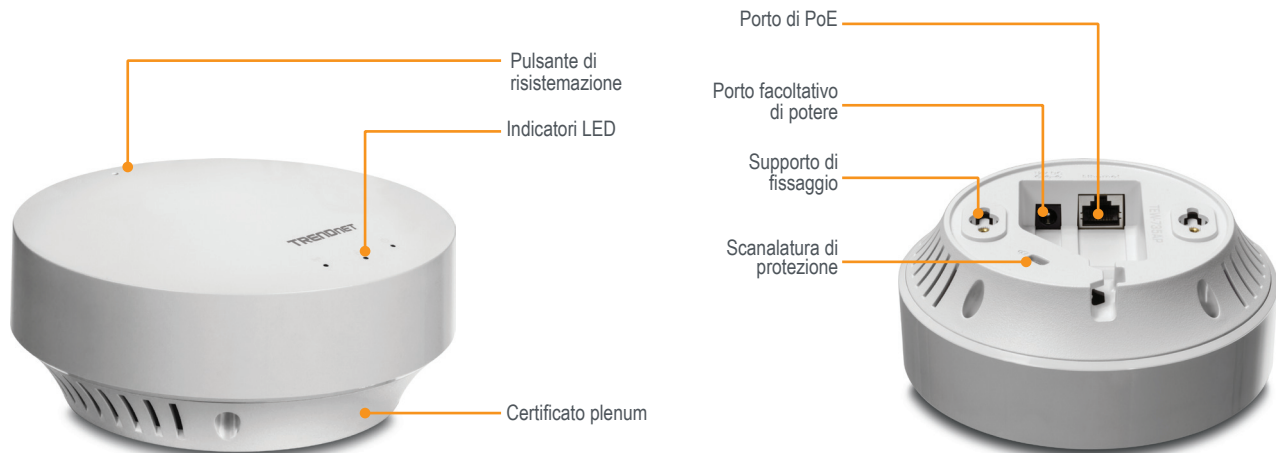 Pulsante di
risistemazione
Indicatori LED
TRENDNET
Certificato plenum
Porto di PoE
Porto facoltativo
di potere
Supporto di
fissaggio
Scanalatura di
protezione